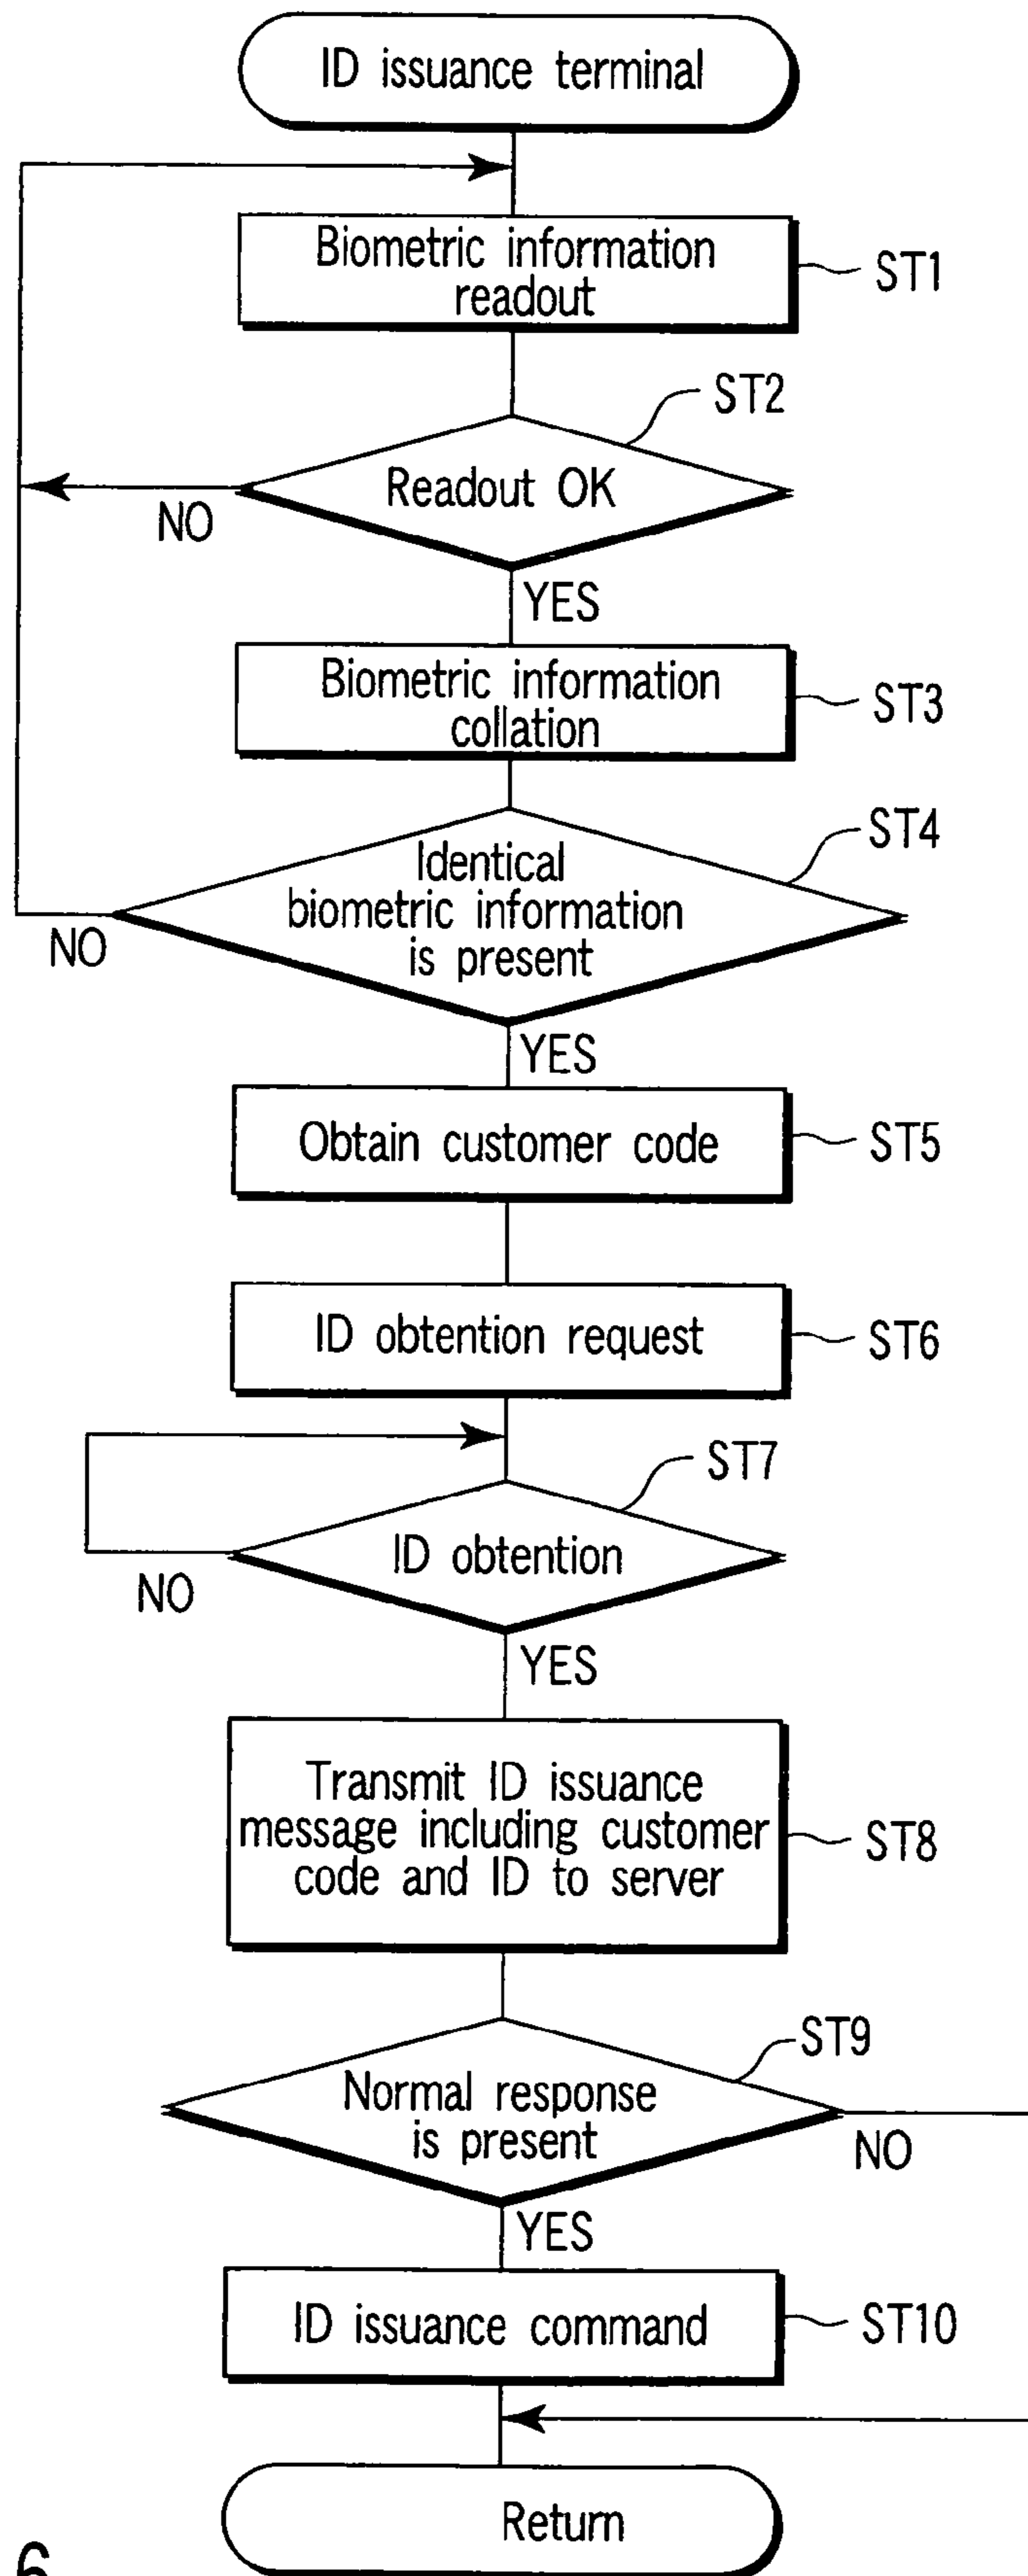 ID issuance terminal
Biometric information
readout
ST1
ST2
Readout OK
NO
YES
Biometric information
collation
ST3
ST4
Identical
biometric information
is present
NO
YES
Obtain customer code
ST5
ID obtention request
ST6
ST7
ID obtention
NO
YES
Transmit ID issuance
message including customer
code and ID to server
ST8
ST9
Normal response
is present
NO
YES
ID issuance command
ST10
Return
6